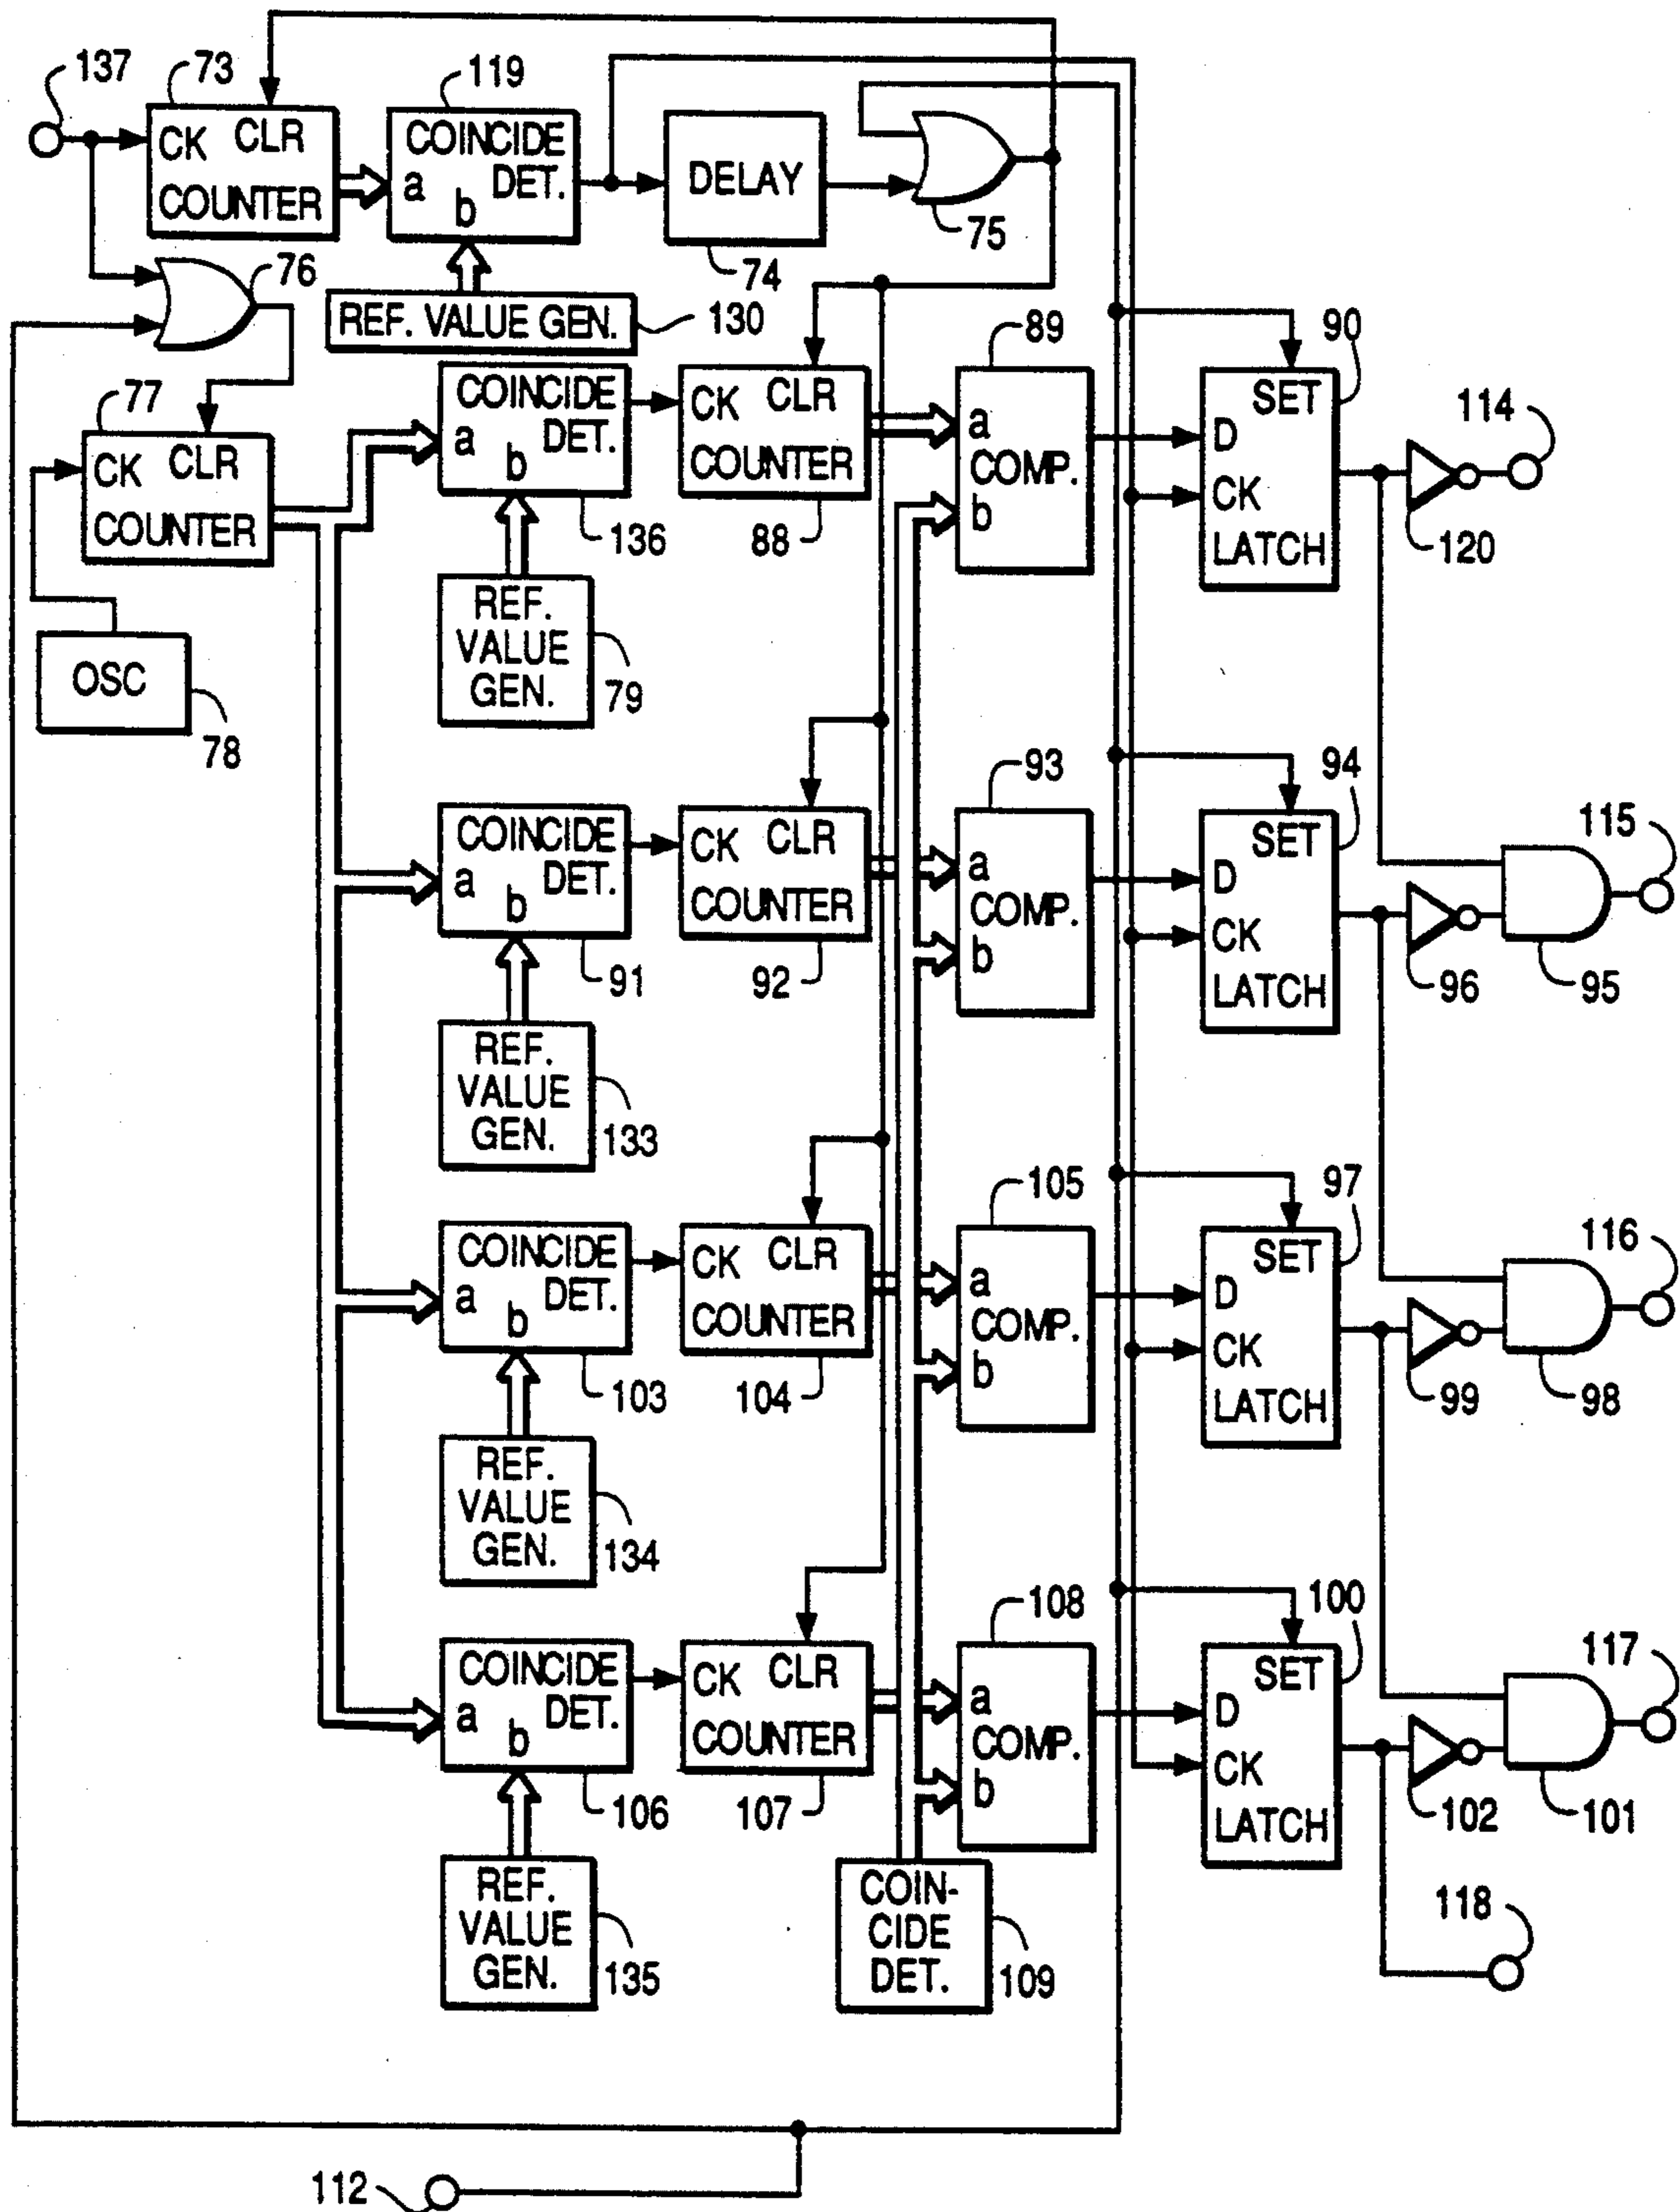 137
73
CK CLR
COUNTER
119
COINCIDE
a DET.
b
DELAY
74
75
76
REF. VALUE GEN.
130
77
CK CLR
COUNTER
OSC
78
COINCIDE
a DET.
b
136
REF.
VALUE
GEN.
79
CK CLR
COUNTER
88
89
a
COMP.
b
90
SET
D
CK
LATCH
114
120
COINCIDE
a DET.
b
91
REF.
VALUE
GEN.
133
CK CLR
COUNTER
92
93
a
COMP.
b
94
SET
D
CK
LATCH
96
95
115
COINCIDE
a DET.
b
103
REF.
VALUE
GEN.
134
CK CLR
COUNTER
104
105
a
COMP.
b
97
SET
D
CK
LATCH
99
98
116
COINCIDE
a DET.
b
106
REF.
VALUE
GEN.
135
CK CLR
COUNTER
107
108
a
COMP.
b
100
SET
D
CK
LATCH
102
101
117
COIN-
CIDE
DET.
109
118
112